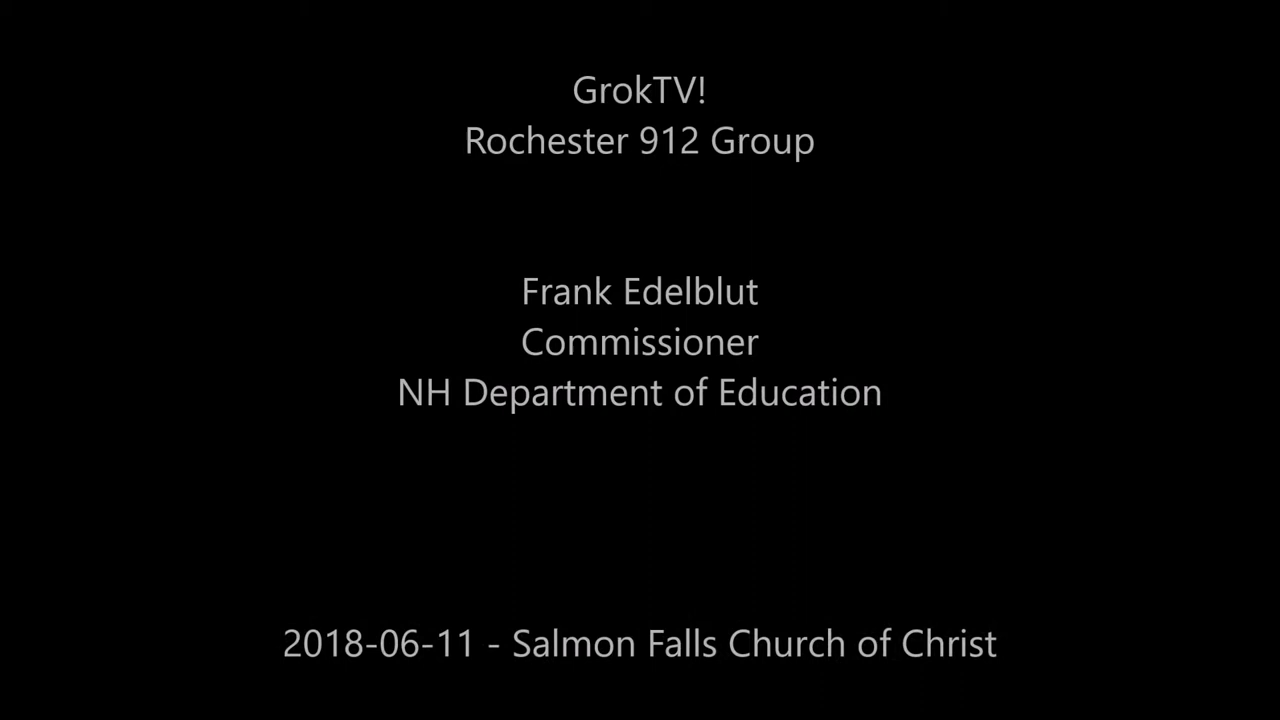 GrokTV!
Rochester 912 Group
Frank Edelblut
Commissioner
NH Department of Education
2018-06-11 - Salmon Falls Church of Christ